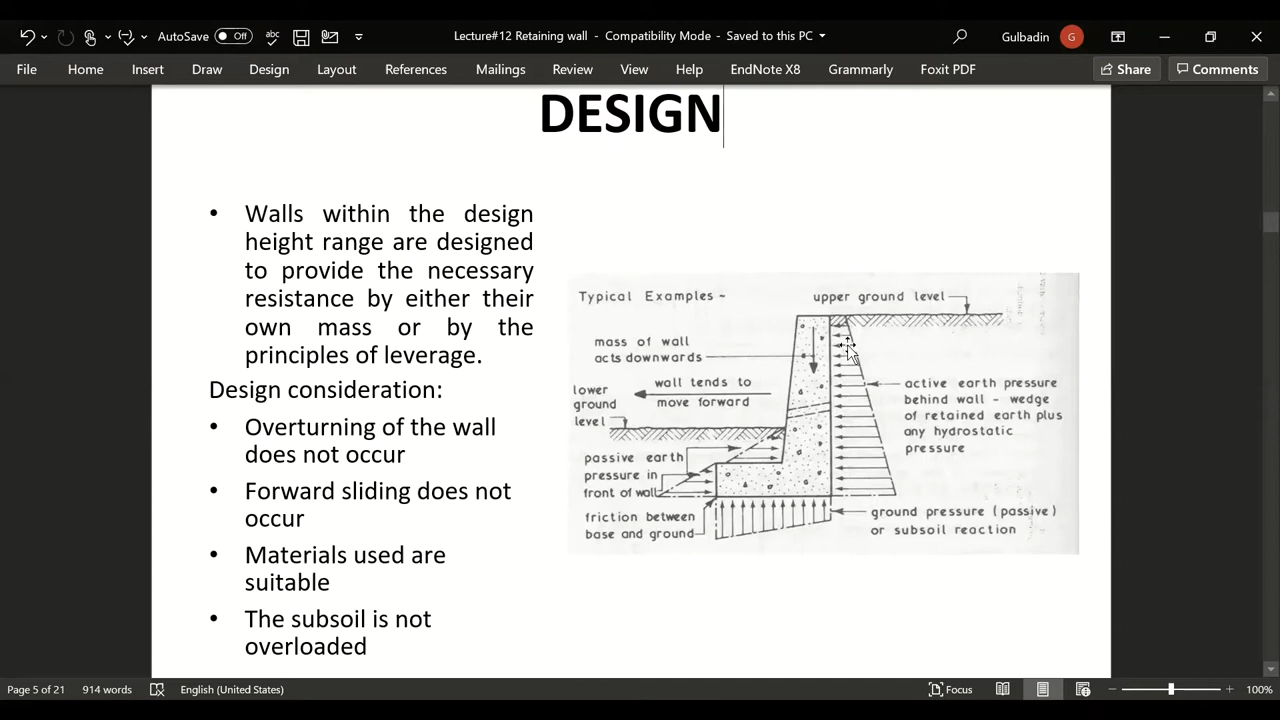 AutoSave Off
Lecture#12 Retaining wall - Compatibility Mode - Saved to this PC
Gulbadin G
File Home Insert Draw Design Layout References Mailings Review View Help EndNote X8 Grammarly Foxit PDF Share Comments
DESIGN
• Walls within the design
height range are designed
to provide the necessary
resistance by either their
own mass or by the
principles of leverage.
Design consideration:
• Overturning of the wall
does not occur
• Forward sliding does not
occur
• Materials used are
suitable
• The subsoil is not
overloaded
Typical Examples ~
upper ground level
mass of wall
acts downwards
wall tends to
move forward
lower
ground
level
active earth pressure
behind wall - wedge
of retained earth plus
any hydrostatic
pressure
passive earth
pressure in
front of wall
friction between
base and ground
ground pressure (passive)
or subsoil reaction
Page 5 of 21 914 words English (United States) Focus 100%